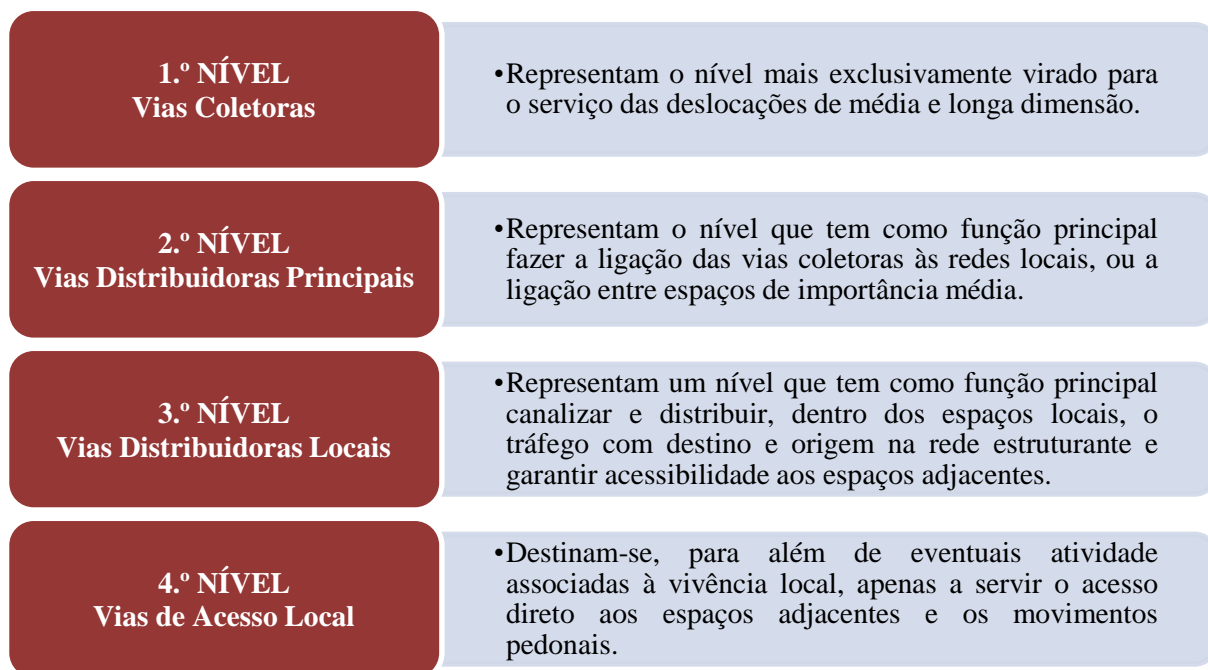 1.º NÍVEL
Vias Coletoras
•Representam o nível mais exclusivamente virado para
o serviço das deslocações de média e longa dimensão.
2.º NÍVEL
Vias Distribuidoras Principais
•Representam o nível que tem como função principal
fazer a ligação das vias coletoras às redes locais, ou a
ligação entre espaços de importância média.
3.º NÍVEL
Vias Distribuidoras Locais
•Representam um nível que tem como função principal
canalizar e distribuir, dentro dos espaços locais, o
tráfego com destino e origem na rede estruturante e
garantir acessibilidade aos espaços adjacentes.
4.º NÍVEL
Vias de Acesso Local
•Destinam-se, para além de eventuais atividade
associadas à vivência local, apenas a servir o acesso
direto aos espaços adjacentes e os movimentos
pedonais.